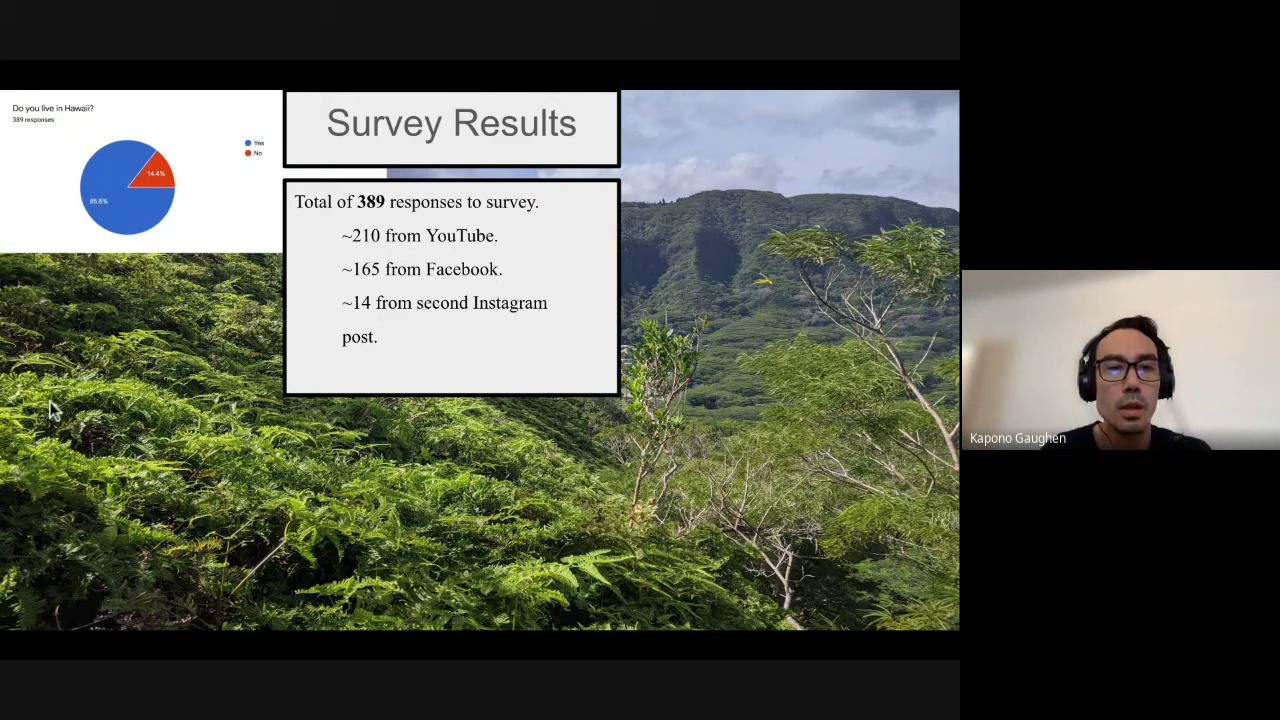 Do you live in Hawaii?
389 responses
Yes
No
14.4%
85.6%
Survey Results
Total of 389 responses to survey.
~210 from YouTube.
~165 from Facebook.
~14 from second Instagram
post.
Kapono Gaughen